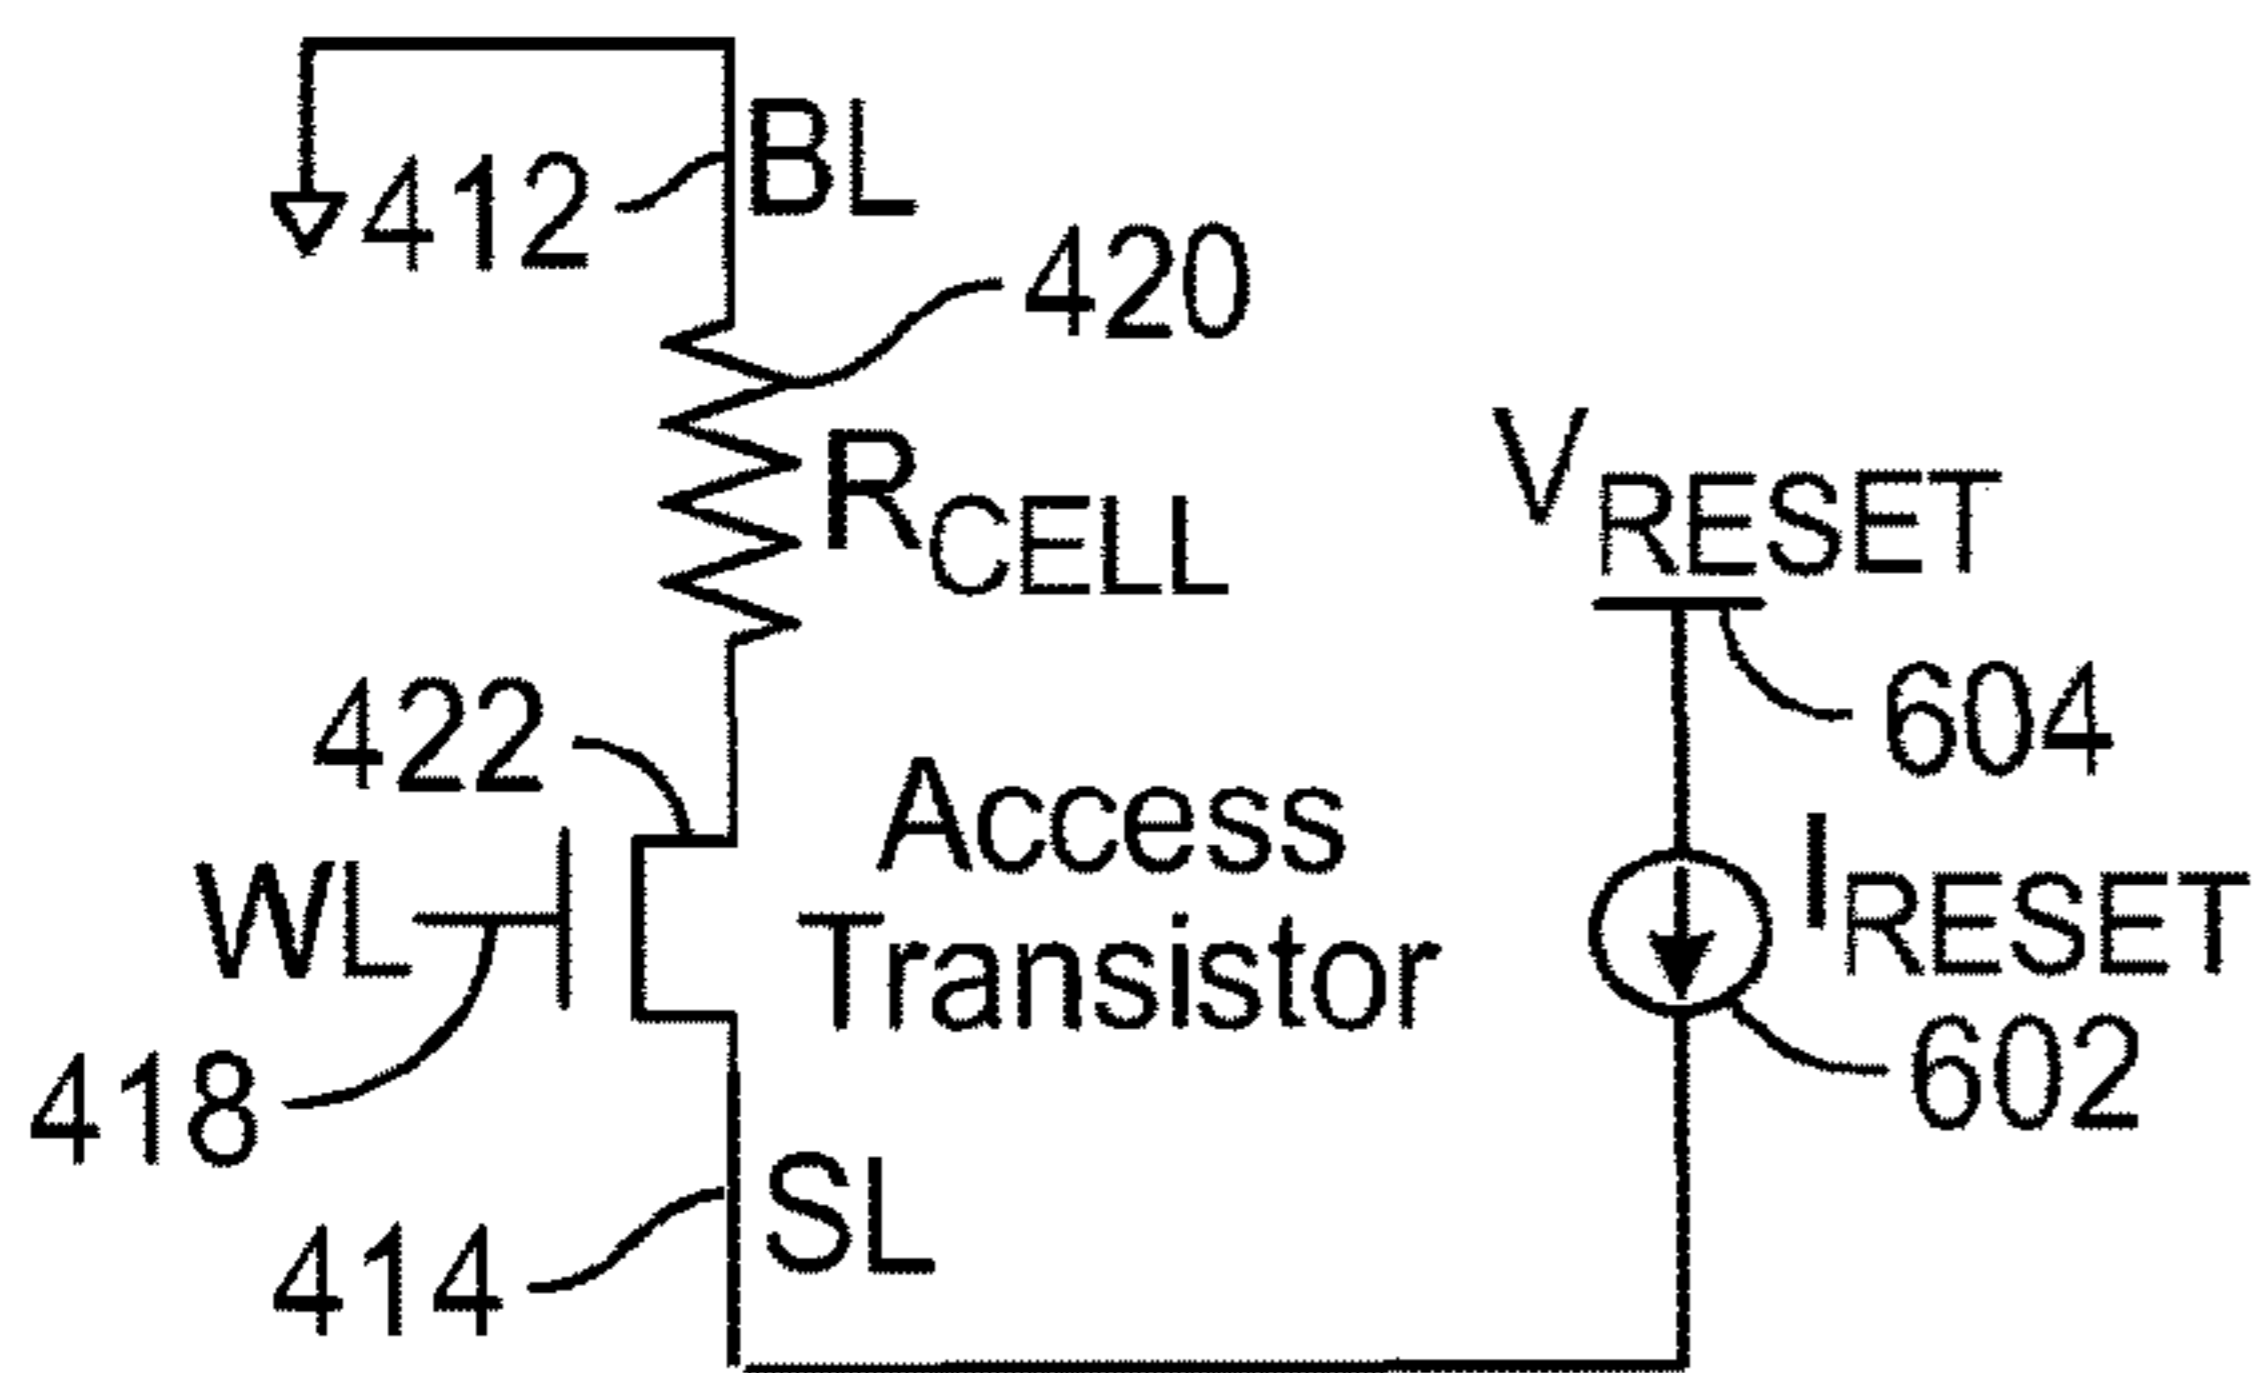 412
BL
420
RCELL
VRESET
604
422
Access
Transistor
WL
IRESET
418
602
414
SL